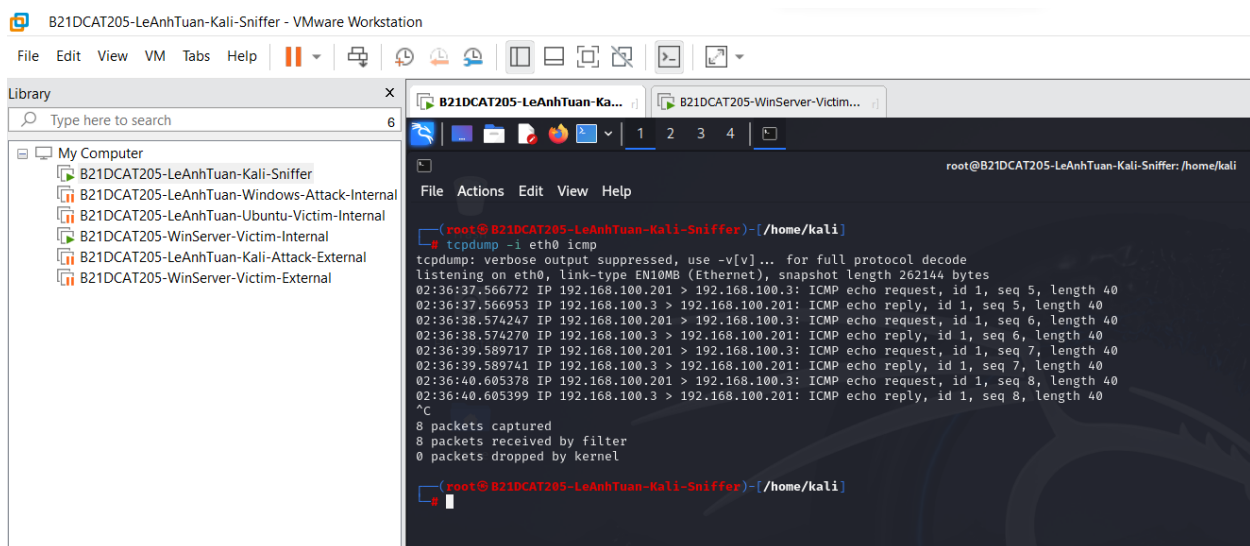 B21DCAT205-LeAnhTuan-Kali-Sniffer - VMware Workstation
File Edit View VM Tabs Help
Library X
Type here to search 6
My Computer
B21DCAT205-LeAnhTuan-Kali-Sniffer
B21DCAT205-LeAnhTuan-Windows-Attack-Internal
B21DCAT205-LeAnhTuan-Ubuntu-Victim-Internal
B21DCAT205-WinServer-Victim-Internal
B21DCAT205-LeAnhTuan-Kali-Attack-External
B21DCAT205-WinServer-Victim-External
B21DCAT205-LeAnhTuan-Ka... B21DCAT205-WinServer-Victim...
1 2 3 4
root@B21DCAT205-LeAnhTuan-Kali-Sniffer: /home/kali
File Actions Edit View Help
(root㉿B21DCAT205-LeAnhTuan-Kali-Sniffer)-[/home/kali]
# tcpdump -i eth0 icmp
tcpdump: verbose output suppressed, use -v[v]... for full protocol decode
listening on eth0, link-type EN10MB (Ethernet), snapshot length 262144 bytes
02:36:37.566772 IP 192.168.100.201 > 192.168.100.3: ICMP echo request, id 1, seq 5, length 40
02:36:37.566953 IP 192.168.100.3 > 192.168.100.201: ICMP echo reply, id 1, seq 5, length 40
02:36:38.574247 IP 192.168.100.201 > 192.168.100.3: ICMP echo request, id 1, seq 6, length 40
02:36:38.574270 IP 192.168.100.3 > 192.168.100.201: ICMP echo reply, id 1, seq 6, length 40
02:36:39.589717 IP 192.168.100.201 > 192.168.100.3: ICMP echo request, id 1, seq 7, length 40
02:36:39.589741 IP 192.168.100.3 > 192.168.100.201: ICMP echo reply, id 1, seq 7, length 40
02:36:40.605378 IP 192.168.100.201 > 192.168.100.3: ICMP echo request, id 1, seq 8, length 40
02:36:40.605399 IP 192.168.100.3 > 192.168.100.201: ICMP echo reply, id 1, seq 8, length 40
^C
8 packets captured
8 packets received by filter
0 packets dropped by kernel
(root㉿B21DCAT205-LeAnhTuan-Kali-Sniffer)-[/home/kali]
#